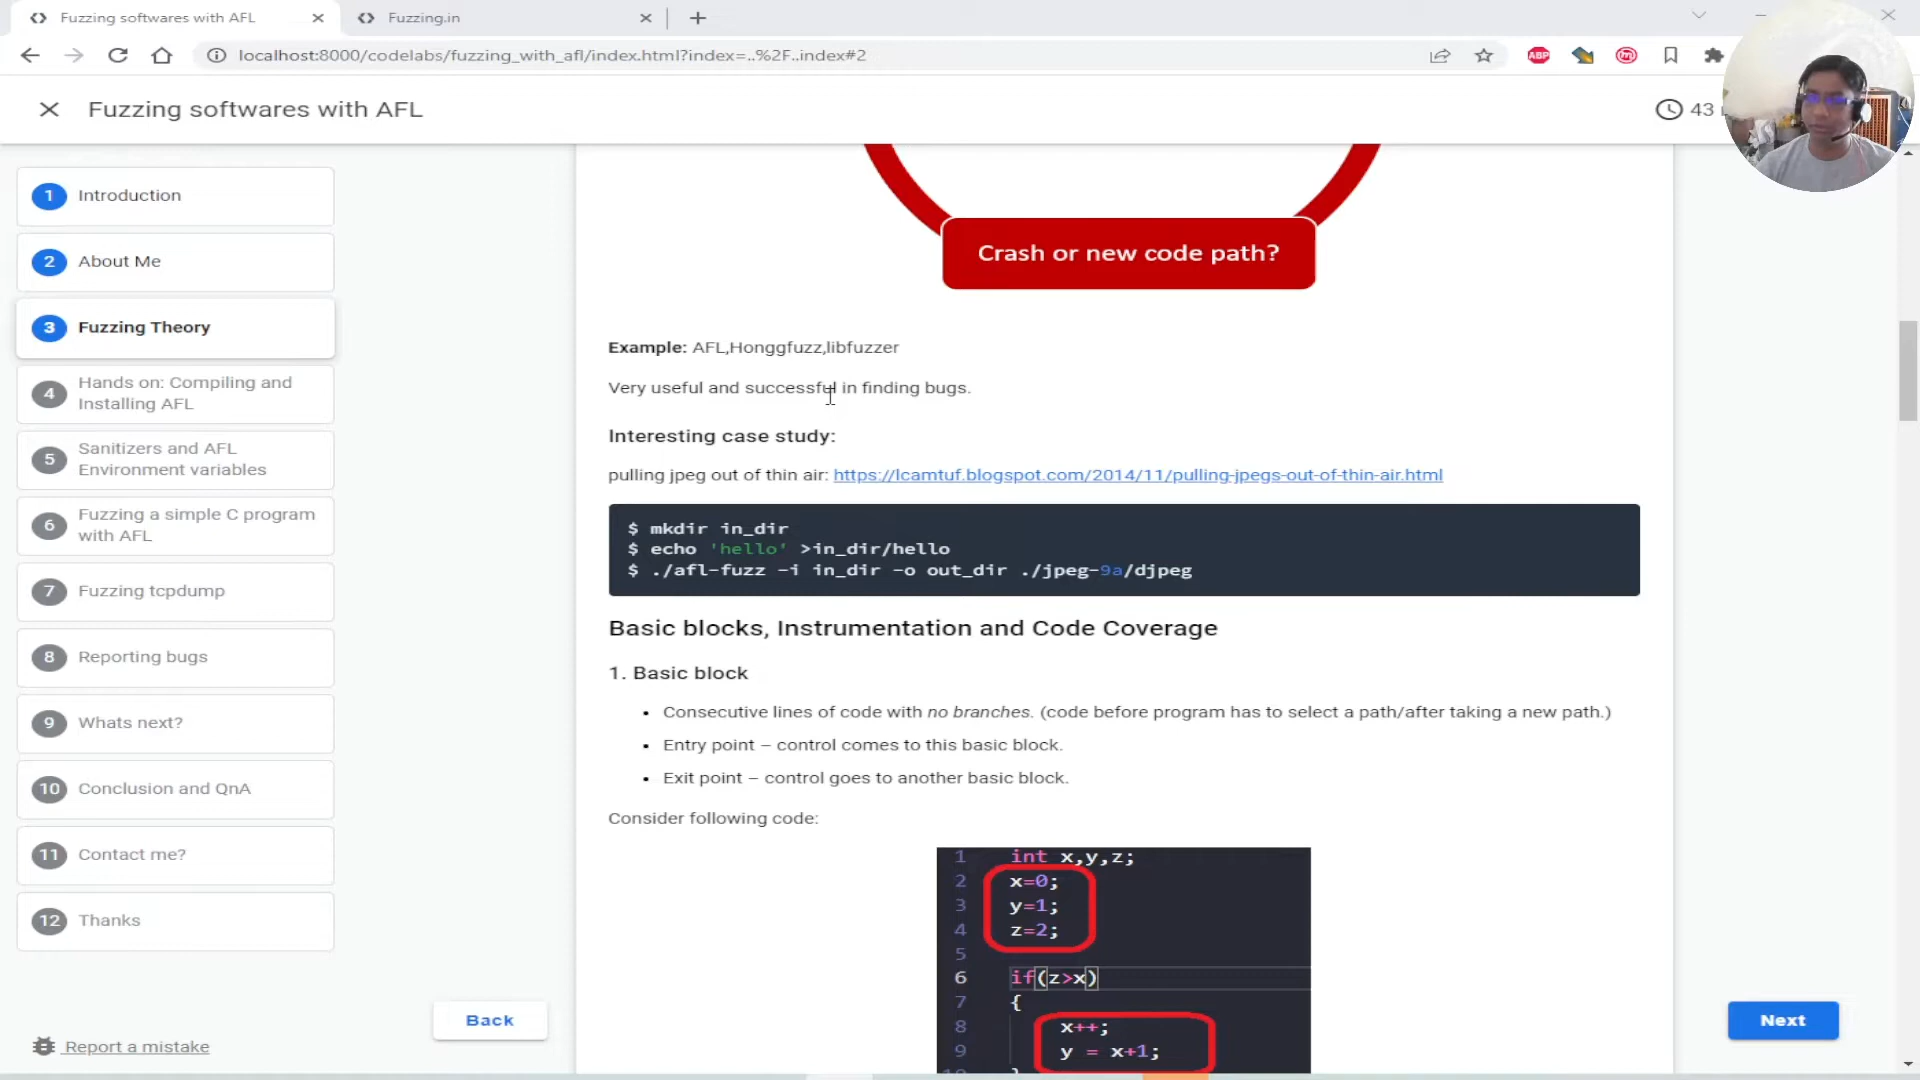 Fuzzing softwares with AFL
Fuzzing.in
localhost:8000/codelabs/fuzzing_with_afl/index.html?index=..%2F..index#2
ABP
Fuzzing softwares with AFL
43
1 Introduction
2 About Me
3 Fuzzing Theory
4 Hands on: Compiling and
Installing AFL
5 Sanitizers and AFL
Environment variables
6 Fuzzing a simple C program
with AFL
7 Fuzzing tcpdump
8 Reporting bugs
9 Whats next?
10 Conclusion and QnA
11 Contact me?
12 Thanks
Report a mistake
Crash or new code path?
Example: AFL,Honggfuzz,libfuzzer
Very useful and successful in finding bugs.
Interesting case study:
pulling jpeg out of thin air: https://lcamtuf.blogspot.com/2014/11/pulling-jpegs-out-of-thin-air.html
$ mkdir in_dir
$ echo 'hello' >in_dir/hello
$ ./afl-fuzz -i in_dir -o out_dir ./jpeg-9a/djpeg
Basic blocks, Instrumentation and Code Coverage
1. Basic block
• Consecutive lines of code with no branches. (code before program has to select a path/after taking a new path.)
• Entry point – control comes to this basic block.
• Exit point – control goes to another basic block.
Consider following code:
1 int x,y,z;
2 x=0;
3 y=1;
4 z=2;
5
6 if(z>x)
7 {
8 x++;
9 y = x+1;
Back
Next